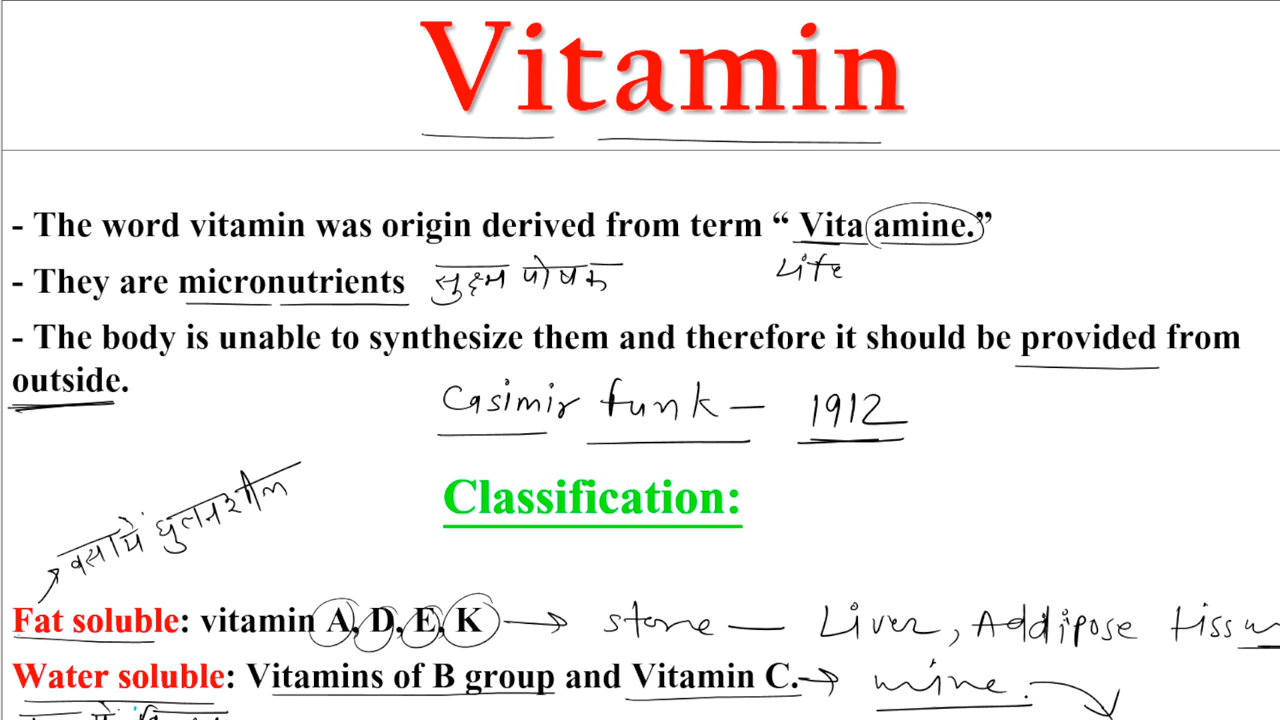 Vitamin
- The word vitamin was origin derived from term “ Vita amine.”
Life
- They are micronutrients सुक्ष्म पोषक
- The body is unable to synthesize them and therefore it should be provided from
outside.
Casimir funk – 1912
Classification:
वसा में घुलनशील
Fat soluble: vitamin A, D, E, K → store – Liver, Addipose tissu
Water soluble: Vitamins of B group and Vitamin C. →